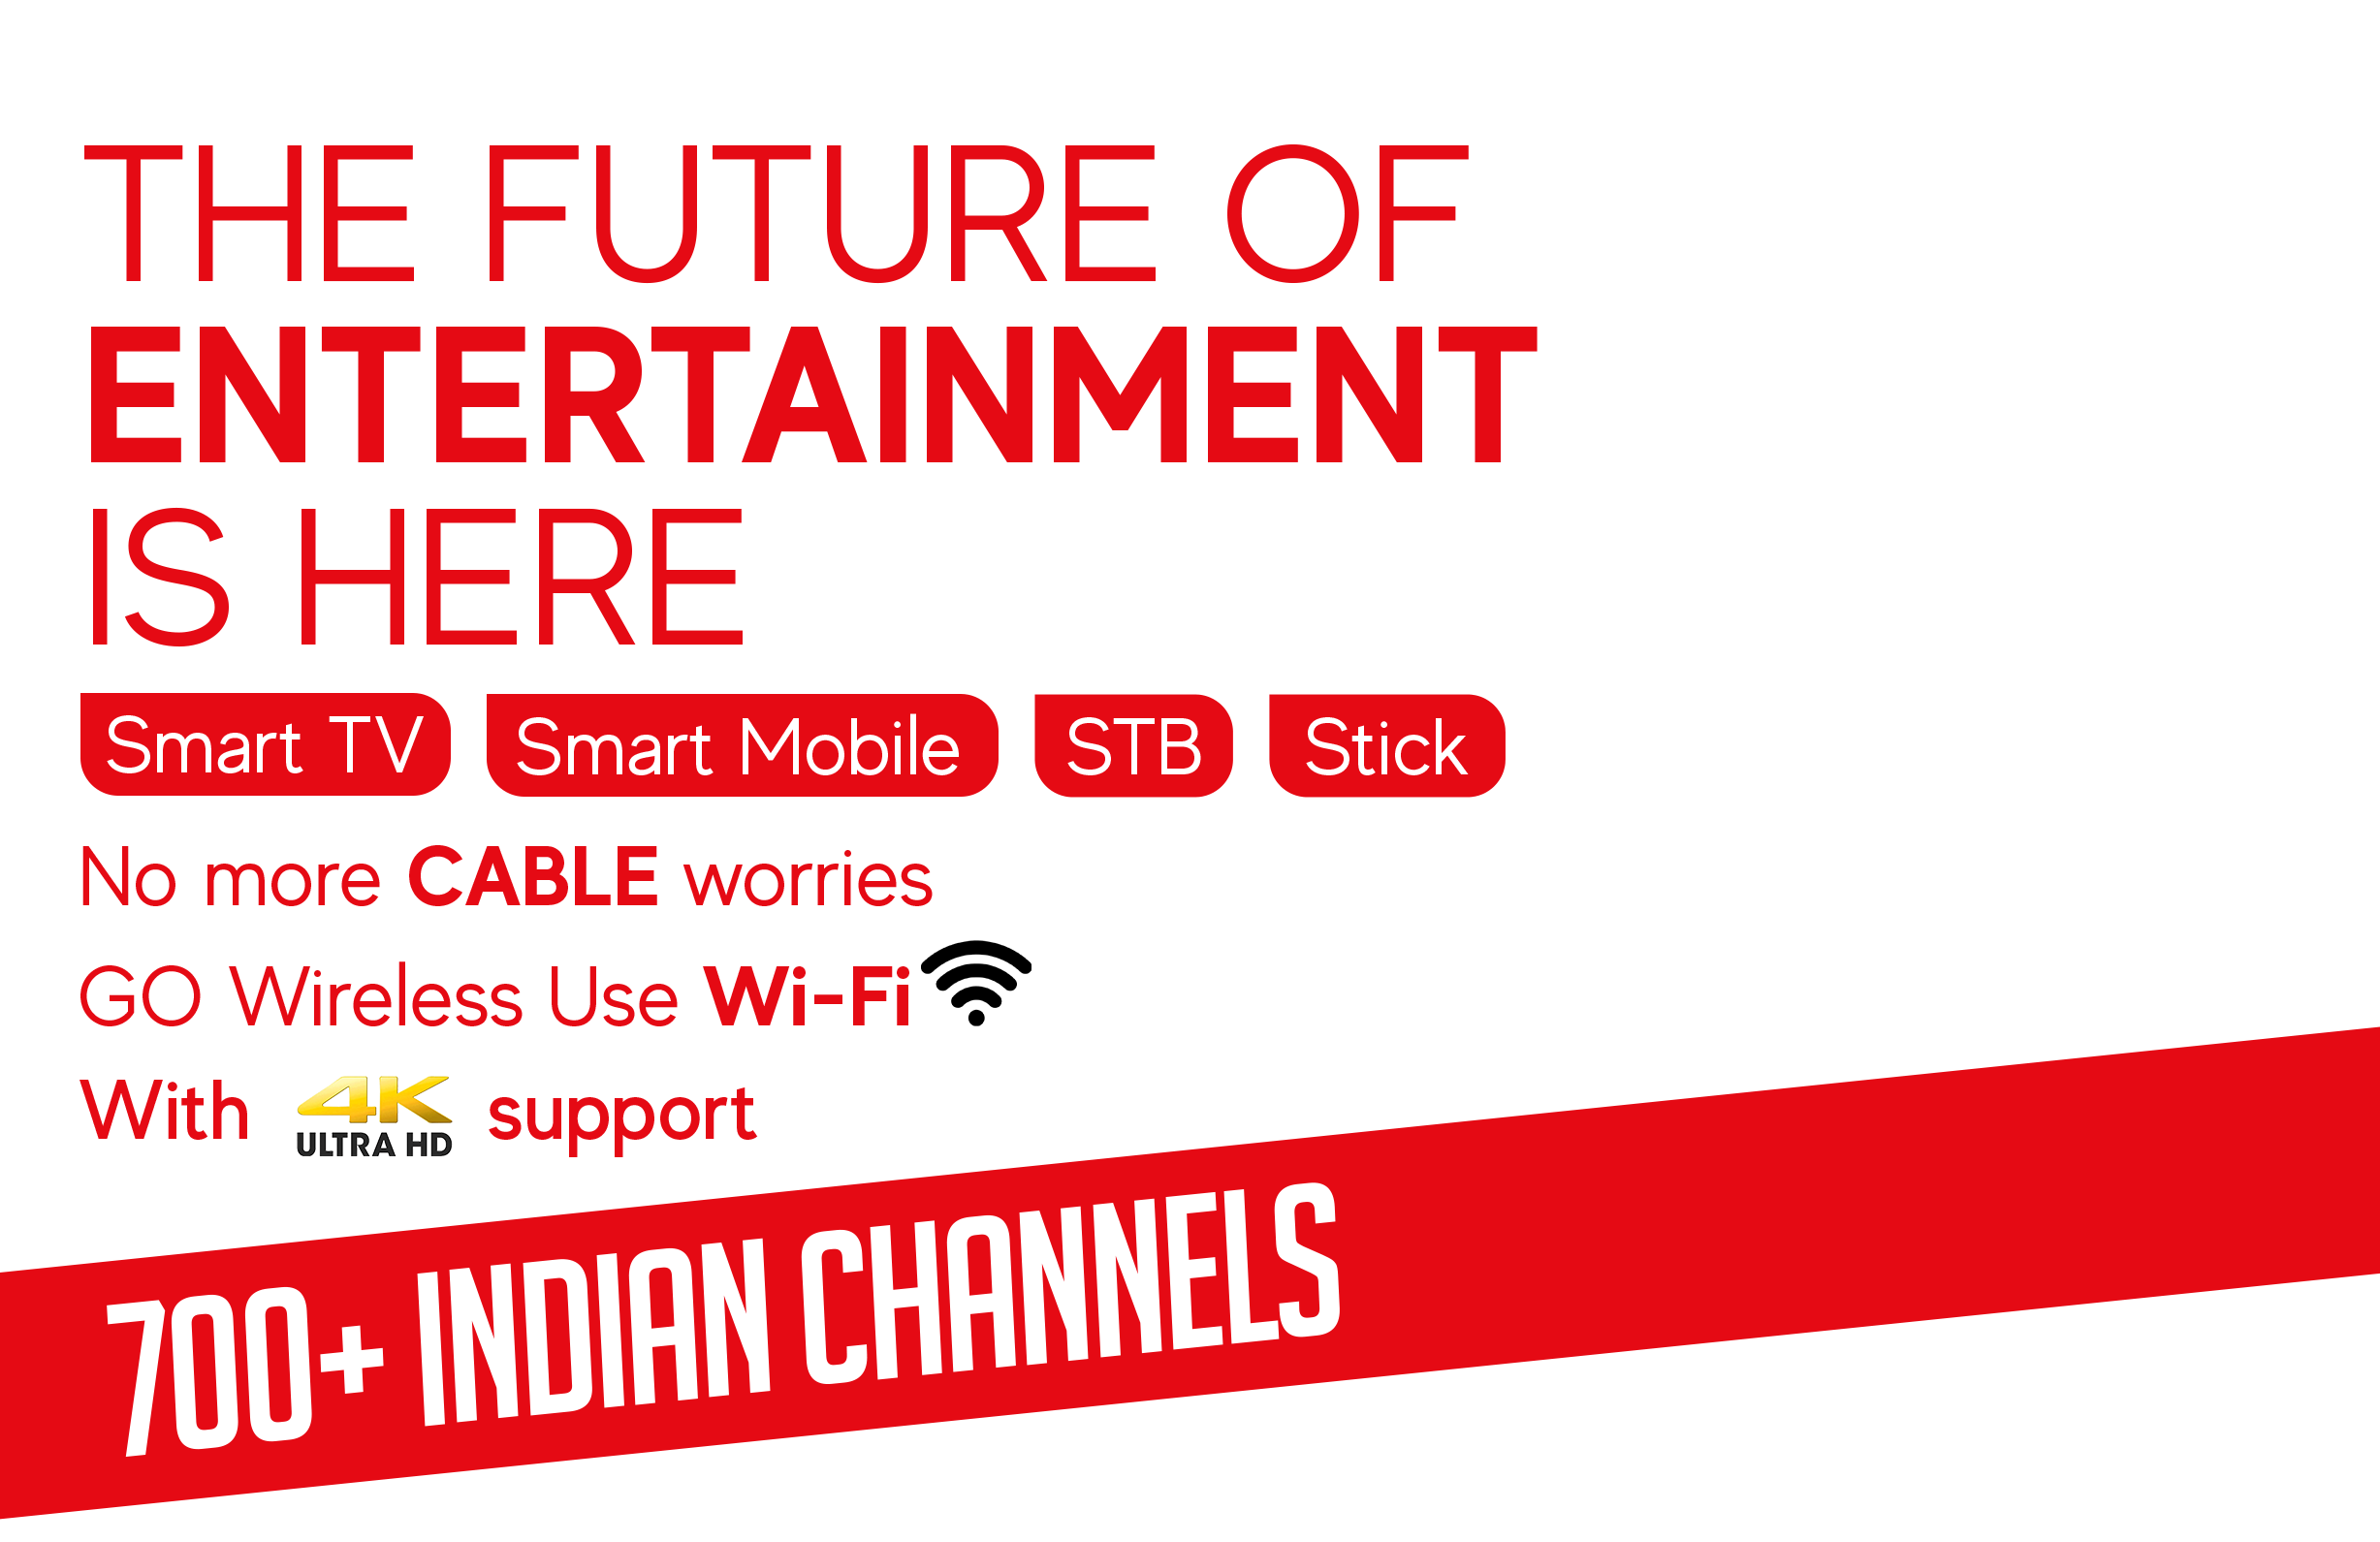 THE FUTURE OF
ENTERTAINMENT
IS HERE
Smart TV Smart Mobile STB Stick
No more CABLE worries
GO Wireless Use Wi-Fi
With 4K ULTRA HD support
700+ INDIAN CHANNELS